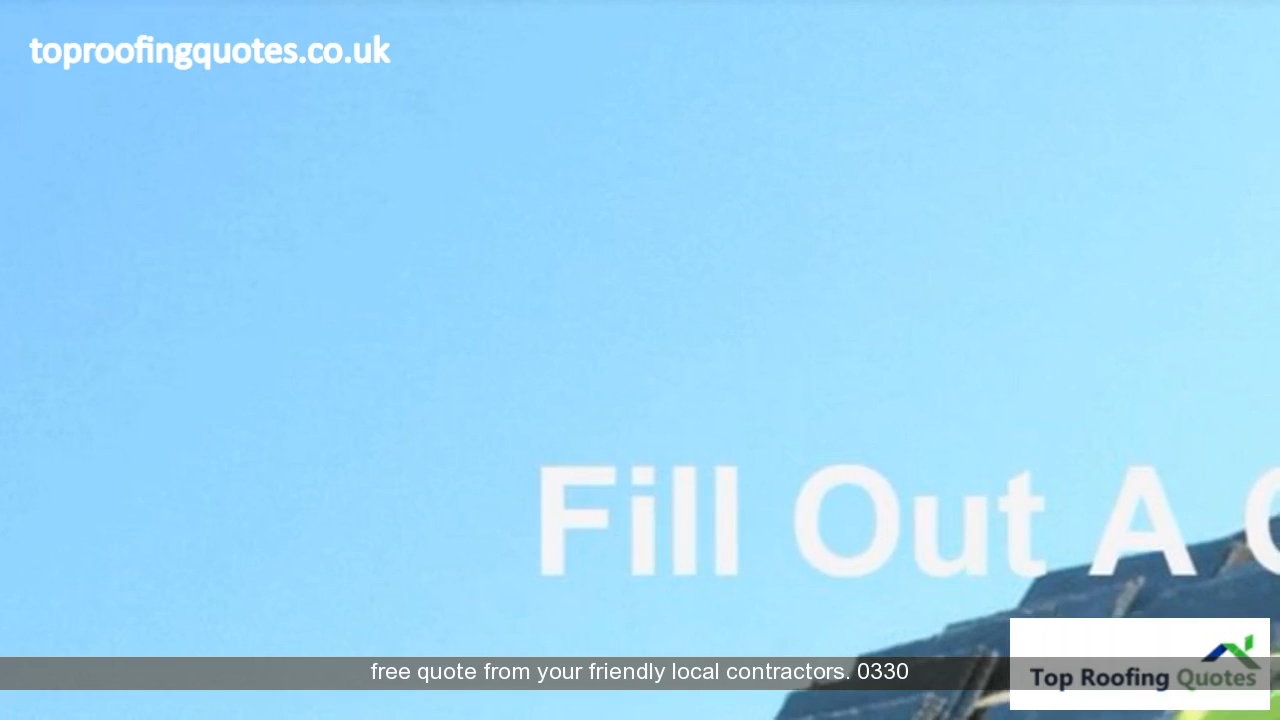 toproofingquotes.co.uk
Fill Out A
free quote from your friendly local contractors. 0330
Top Roofing Quotes